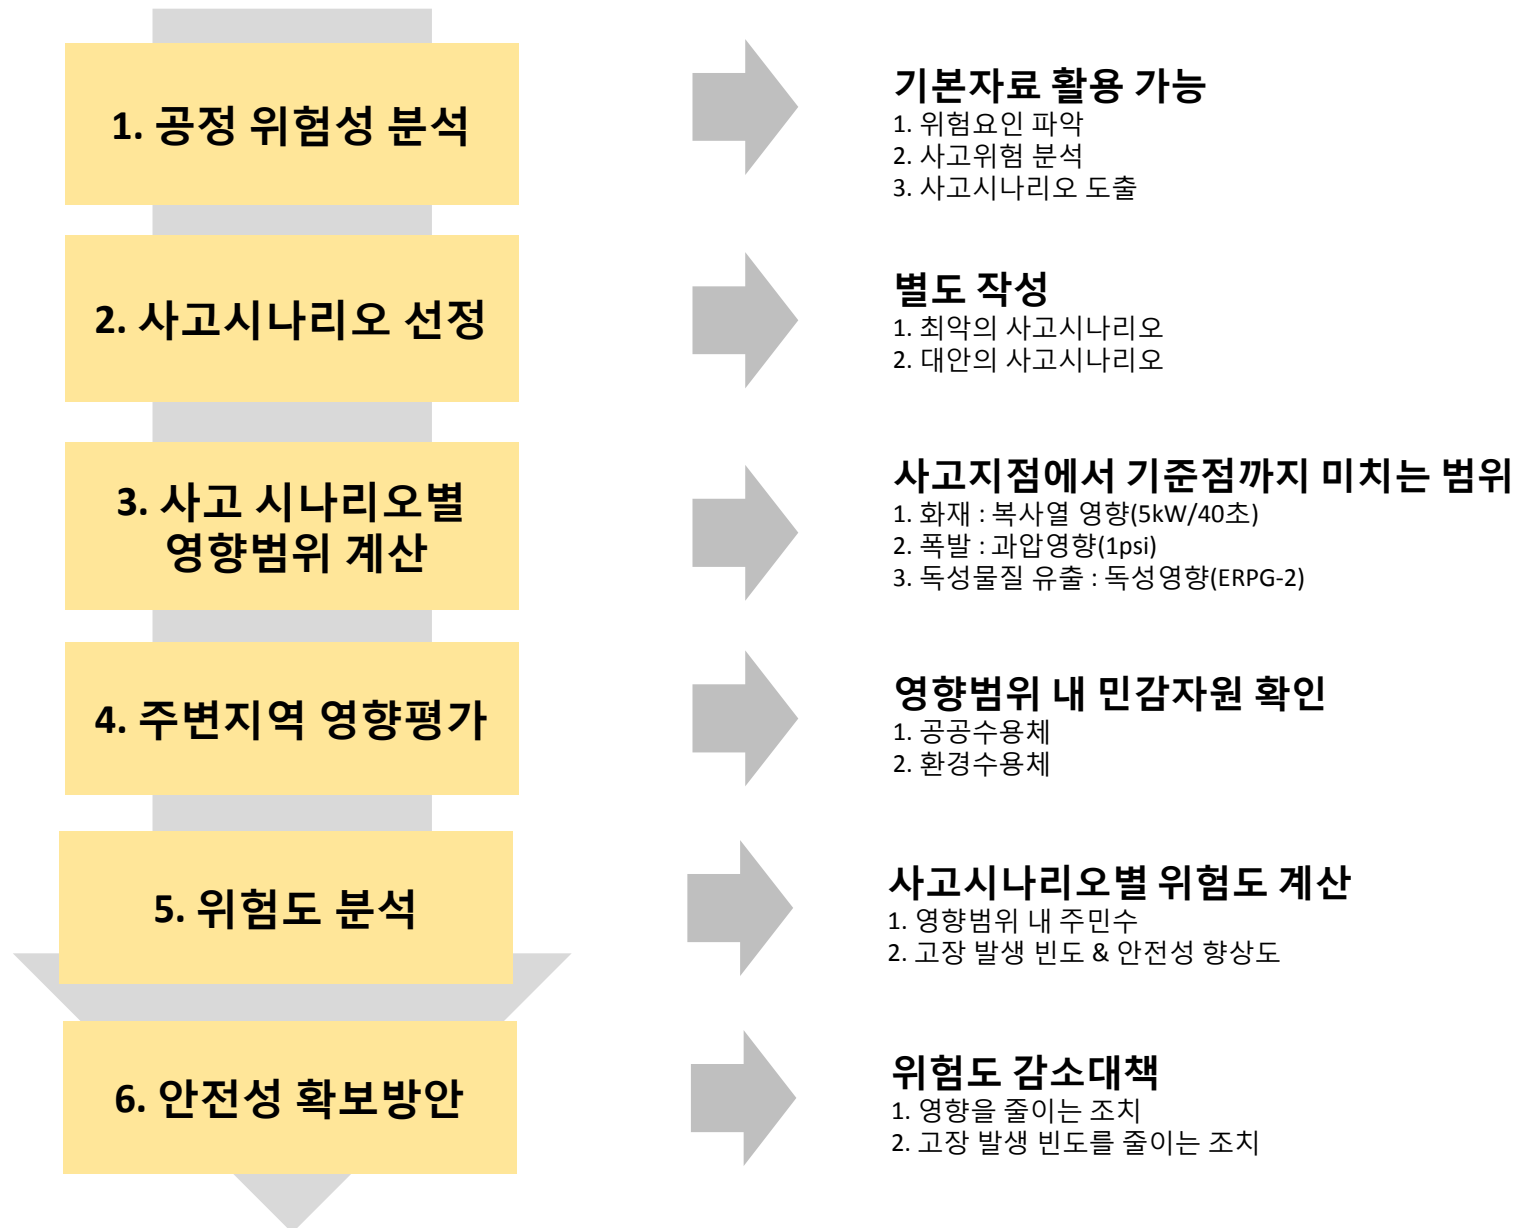 1. 공정 위험성 분석
기본자료 활용 가능
1. 위험요인 파악
2. 사고위험 분석
3. 사고시나리오 도출
2. 사고시나리오 선정
별도 작성
1. 최악의 사고시나리오
2. 대안의 사고시나리오
3. 사고 시나리오별
영향범위 계산
사고지점에서 기준점까지 미치는 범위
1. 화재 : 복사열 영향(5kW/40초)
2. 폭발 : 과압영향(1psi)
3. 독성물질 유출 : 독성영향(ERPG-2)
4. 주변지역 영향평가
영향범위 내 민감자원 확인
1. 공공수용체
2. 환경수용체
5. 위험도 분석
사고시나리오별 위험도 계산
1. 영향범위 내 주민수
2. 고장 발생 빈도 & 안전성 향상도
6. 안전성 확보방안
위험도 감소대책
1. 영향을 줄이는 조치
2. 고장 발생 빈도를 줄이는 조치